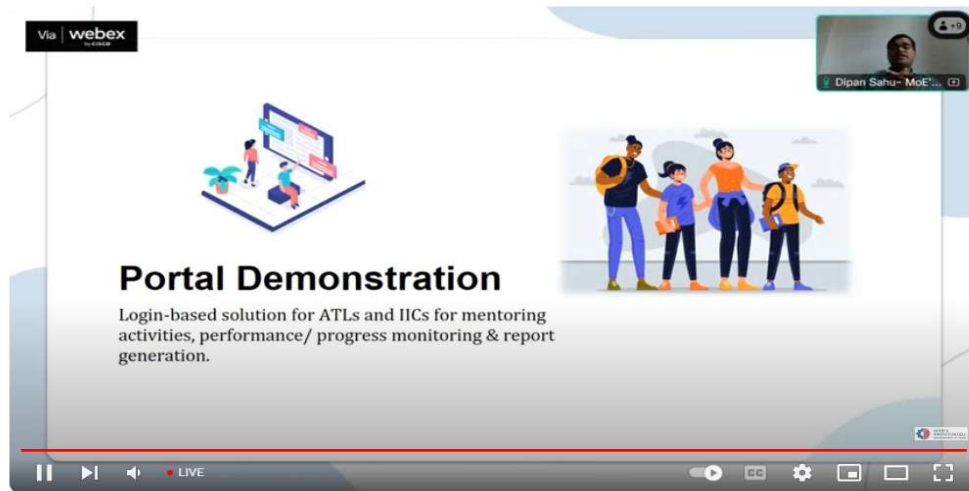 Via | webex
by CISCO
+9
Dipan Sahu- MoE'...
Portal Demonstration
Login-based solution for ATLs and IICs for mentoring
activities, performance/ progress monitoring & report
generation.
LIVE
CC